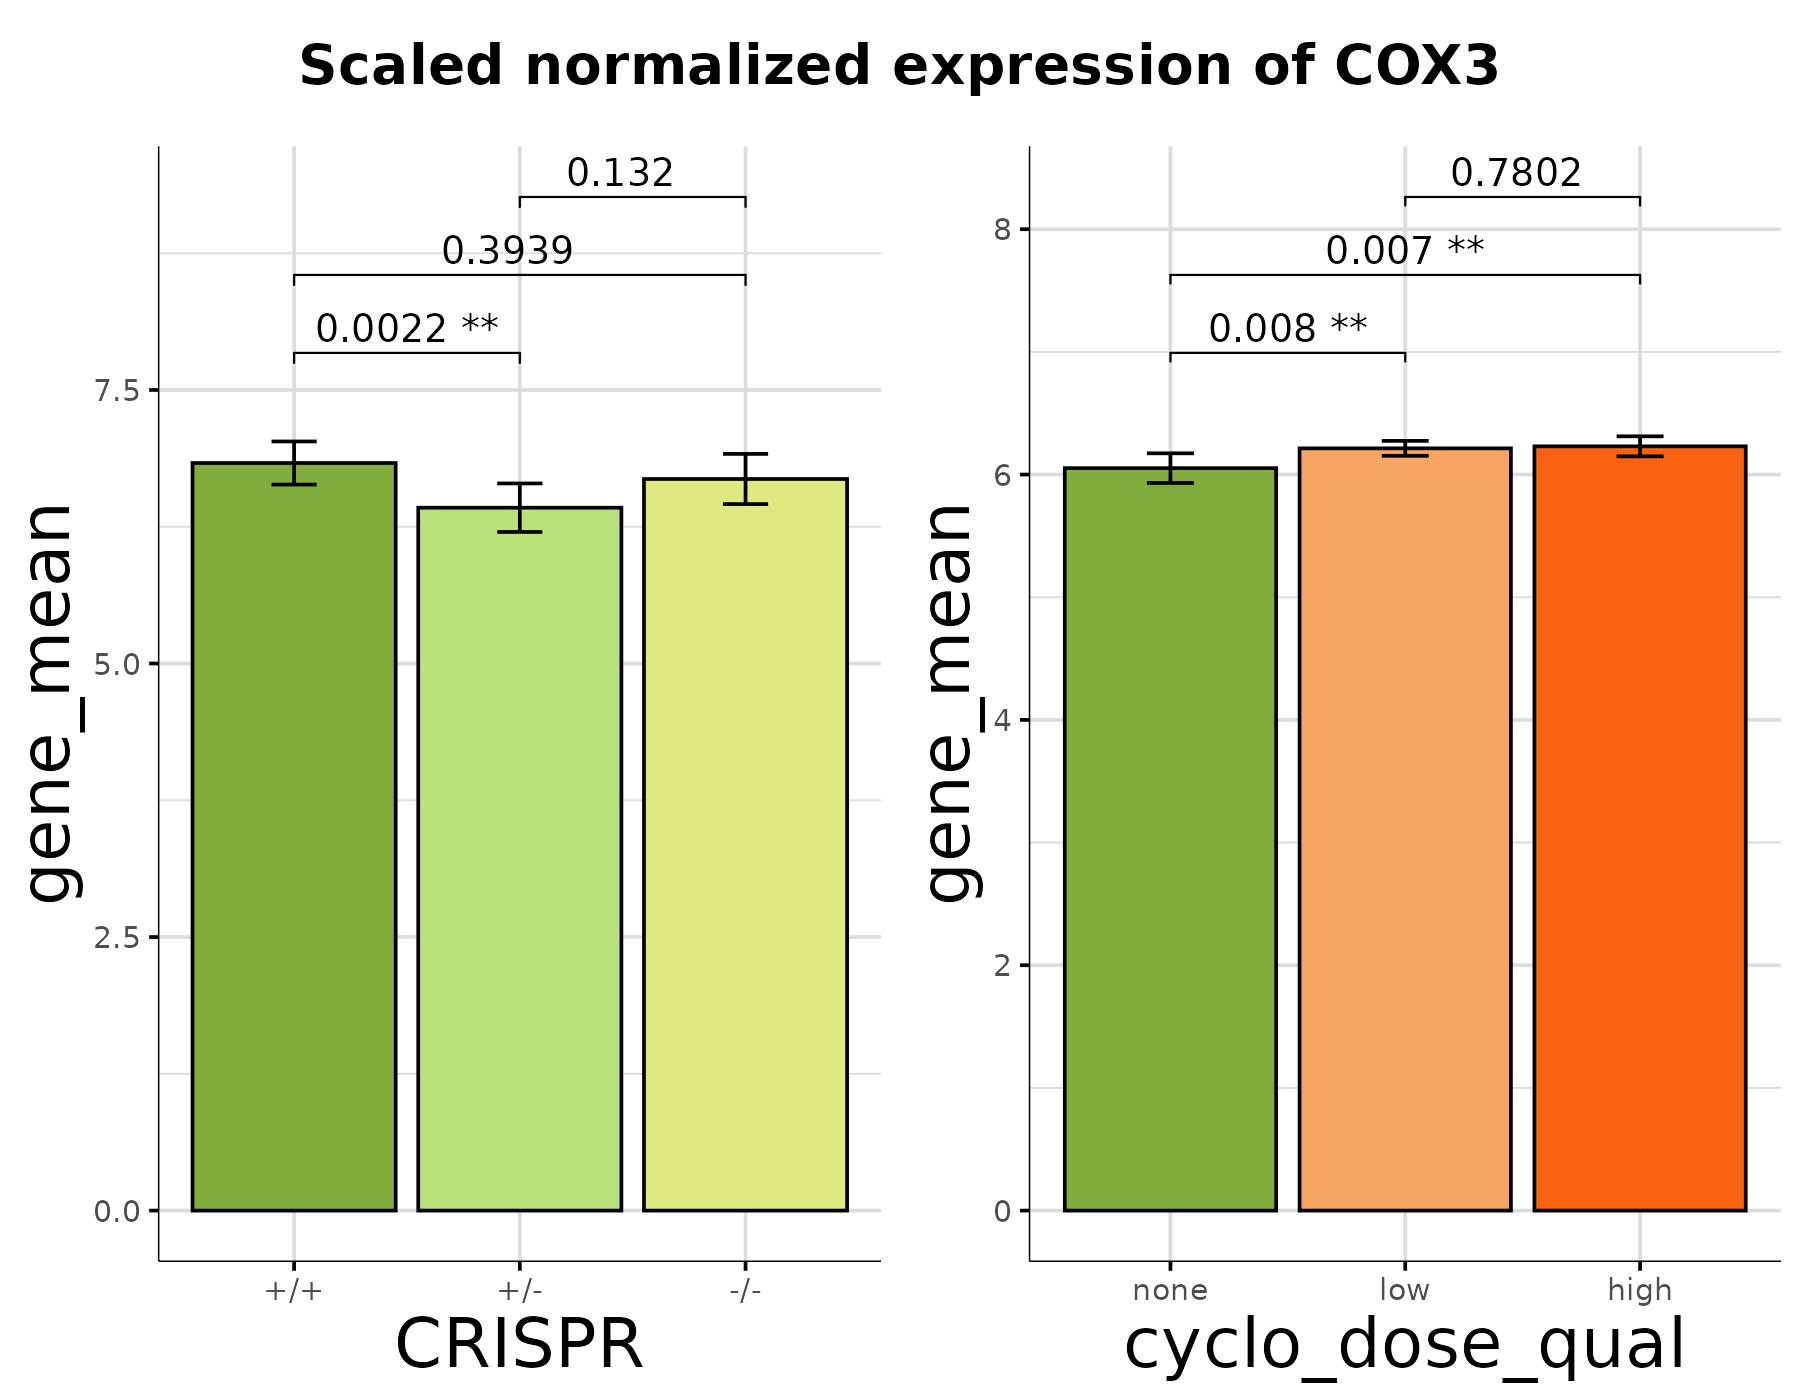 Scaled normalized expression of COX3
0.132
0.3939
0.0022 **
7.5
5.0
2.5
0.0
gene_mean
+/+ +/- -/-
CRISPR
0.7802
0.007 **
0.008 **
8
6
4
2
0
gene_mean
none low high
cyclo_dose_qual